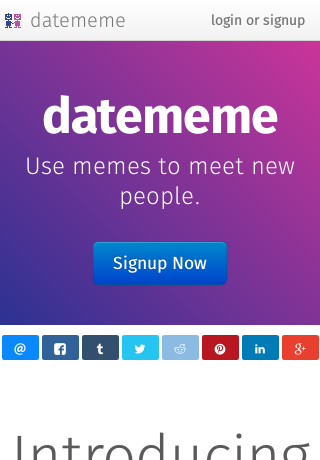 datememe
login or signup
datememe
Use memes to meet new
people.
Signup Now
Introducing